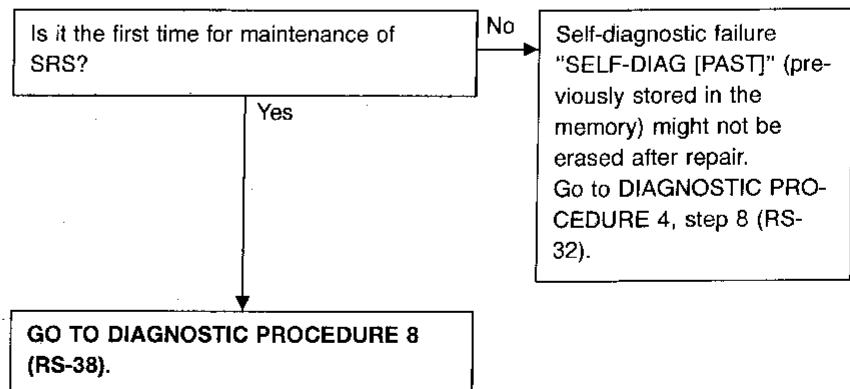 Is it the first time for maintenance of
SRS?
No
Self-diagnostic failure
"SELF-DIAG [PAST]" (pre-
viously stored in the
memory) might not be
erased after repair.
Go to DIAGNOSTIC PRO-
CEDURE 4, step 8 (RS-
32).
Yes
GO TO DIAGNOSTIC PROCEDURE 8
(RS-38).